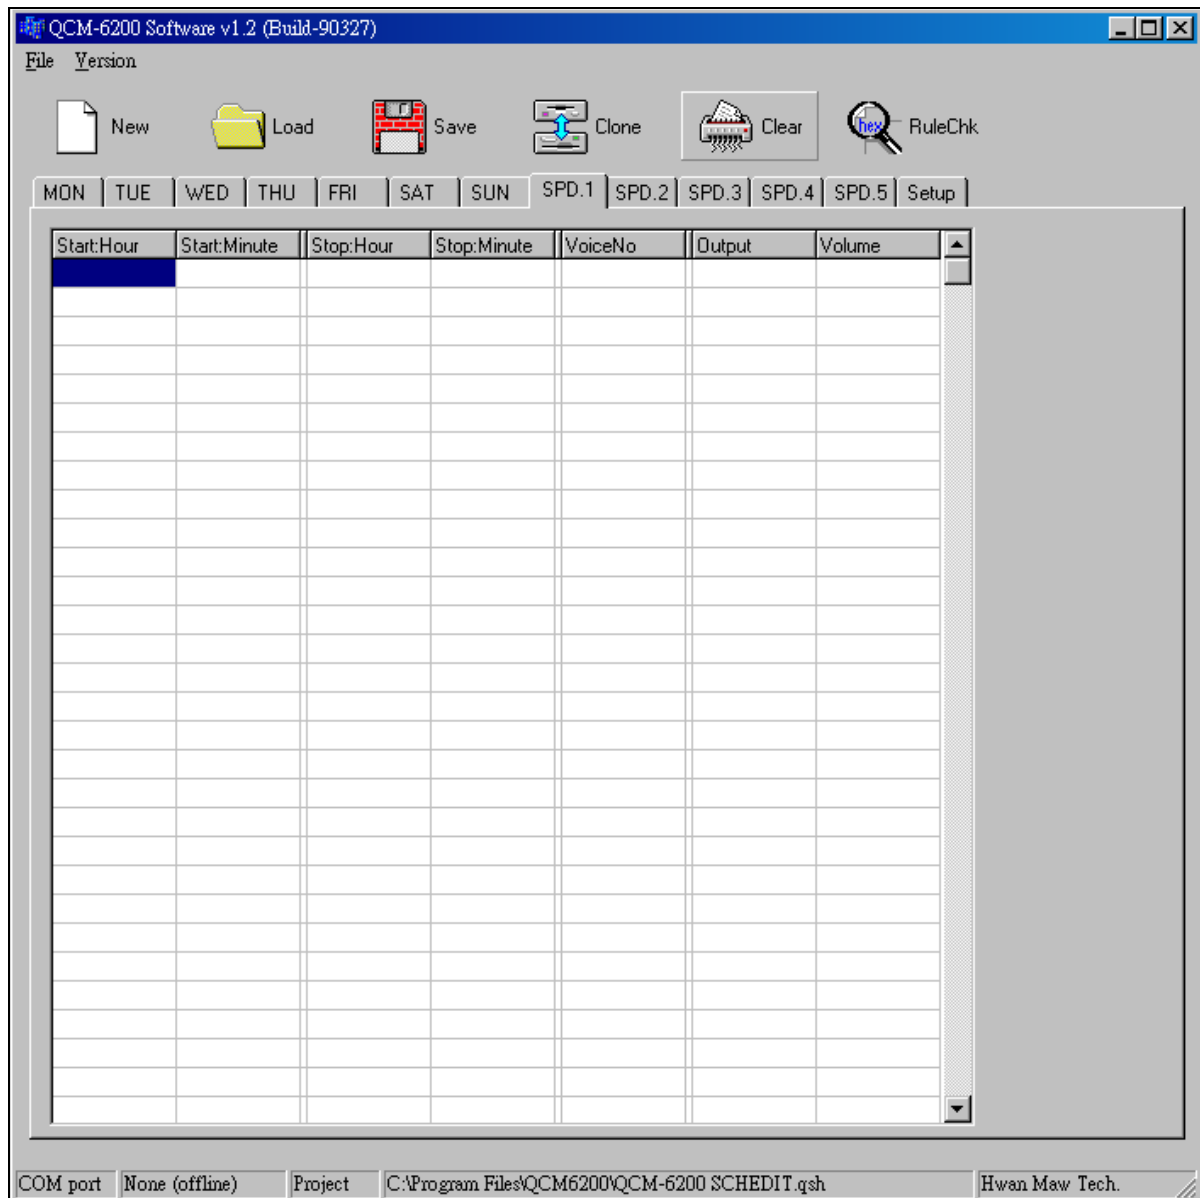 QCM-6200 Software v1.2 (Build-90327)
File Version
New Load Save Clone Clear hex RuleChk
MON TUE WED THU FRI SAT SUN SPD.1 SPD.2 SPD.3 SPD.4 SPD.5 Setup
Start:Hour Start:Minute Stop:Hour Stop:Minute VoiceNo Output Volume
COM port None (offline) Project C:\Program Files\QCM6200\QCM-6200 SCHEDIT.qsh Hwan Maw Tech.